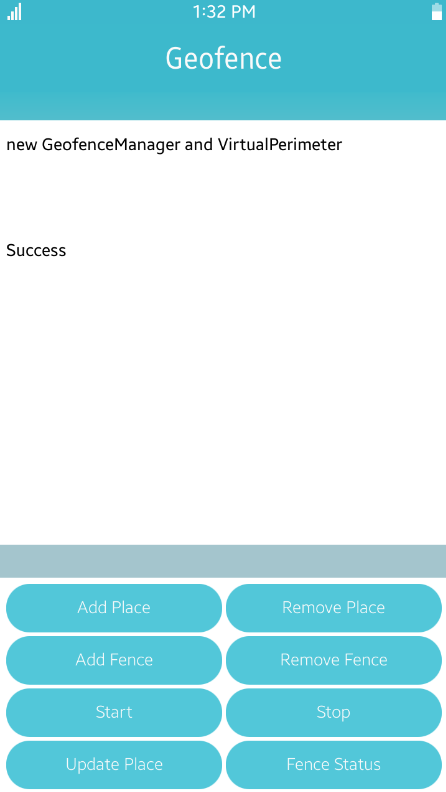 1:32 PM
Geofence
new GeofenceManager and VirtualPerimeter
Success
Add Place
Remove Place
Add Fence
Remove Fence
Start
Stop
Update Place
Fence Status